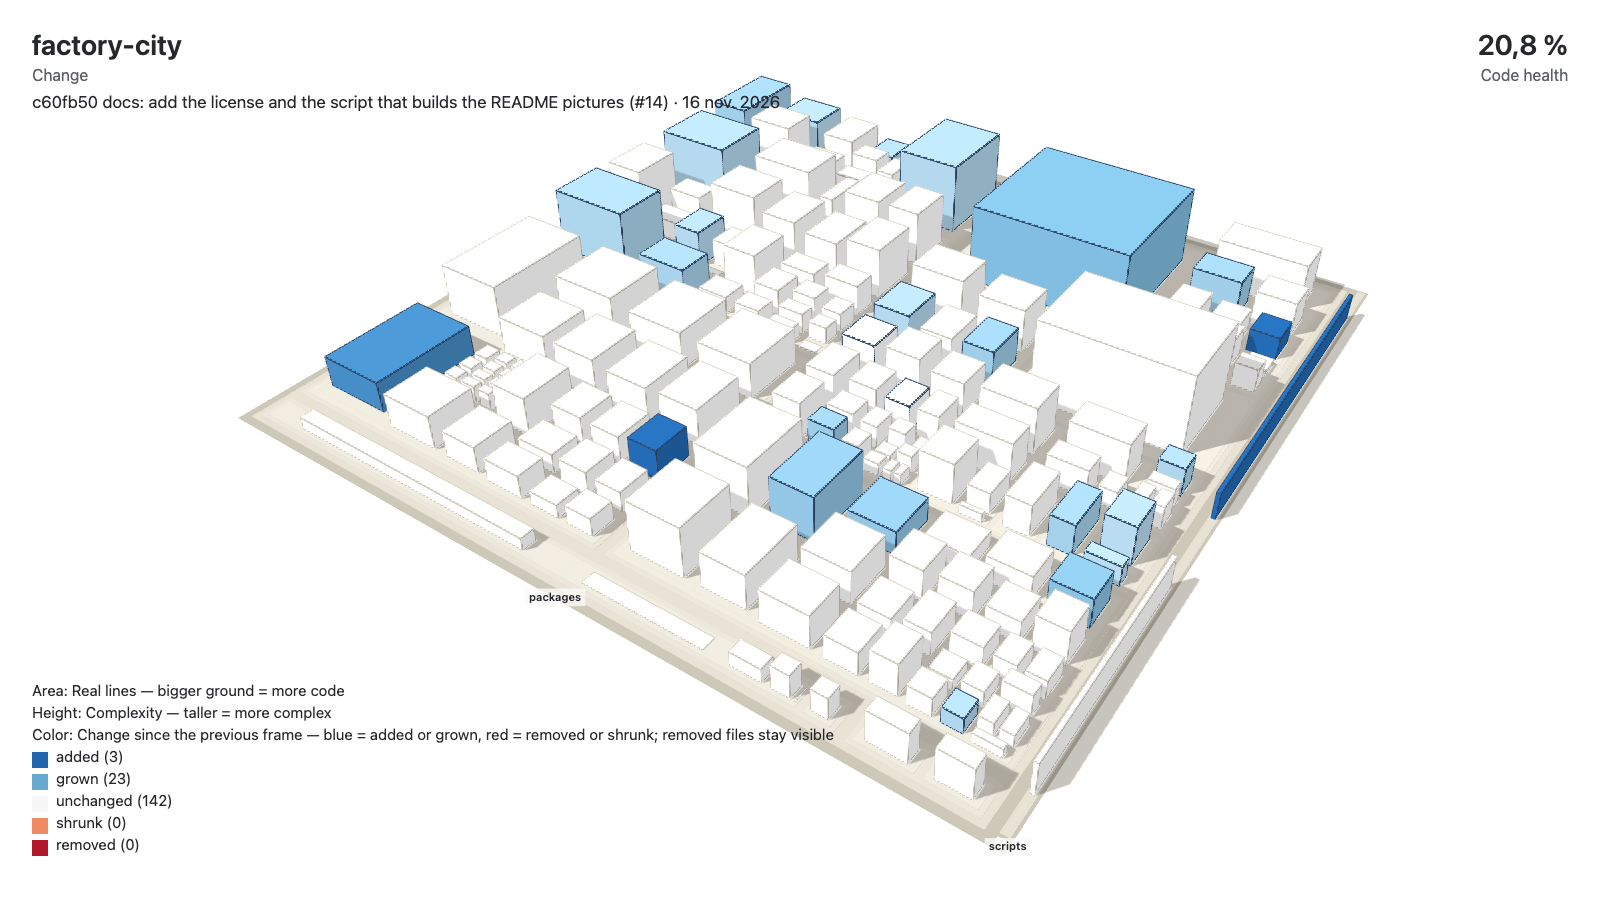 factory-city
20,8 %
Change
Code health
c60fb50 docs: add the license and the script that builds the README pictures (#14) · 16 nov. 2026
packages
Area: Real lines — bigger ground = more code
Height: Complexity — taller = more complex
Color: Change since the previous frame — blue = added or grown, red = removed or shrunk; removed files stay visible
added (3)
grown (23)
unchanged (142)
shrunk (0)
removed (0)
scripts